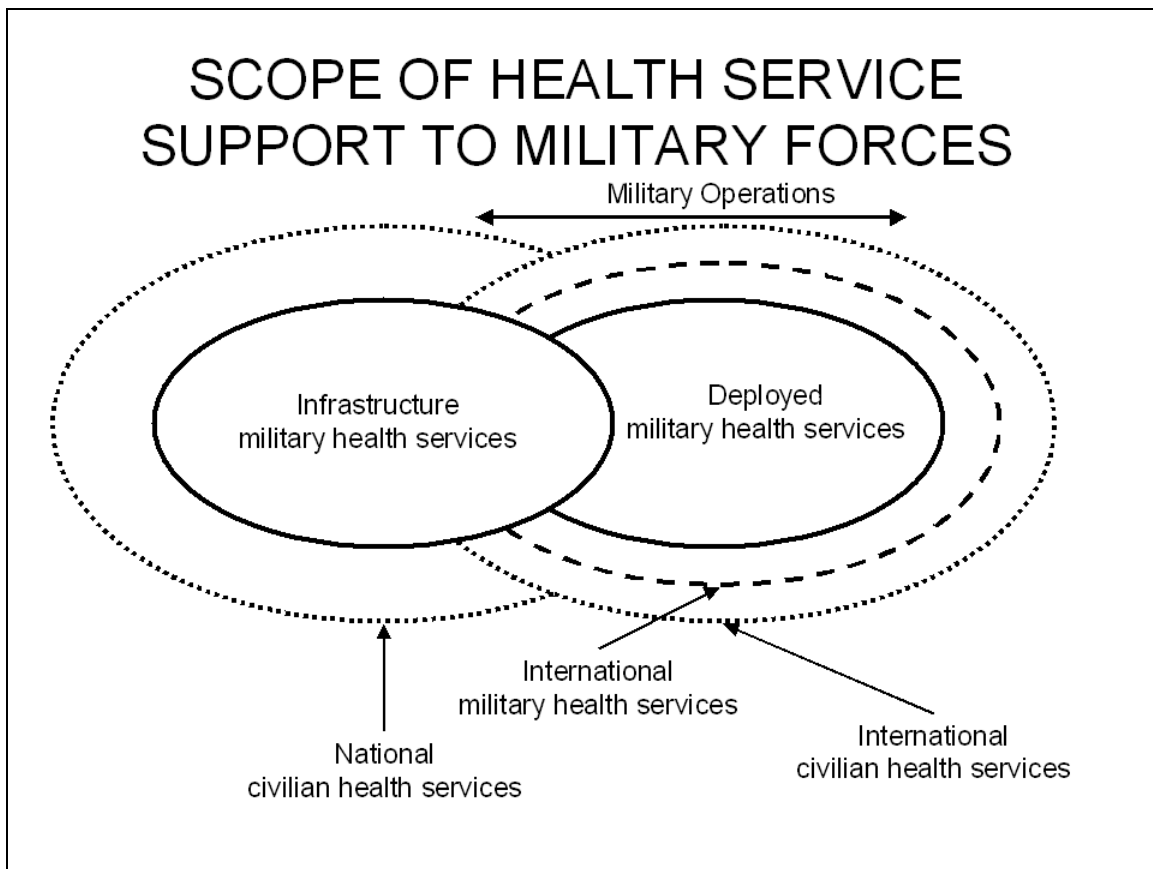 SCOPE OF HEALTH SERVICE
SUPPORT TO MILITARY FORCES
Military Operations
Infrastructure
military health services
Deployed
military health services
International
military health services
National
civilian health services
International
civilian health services